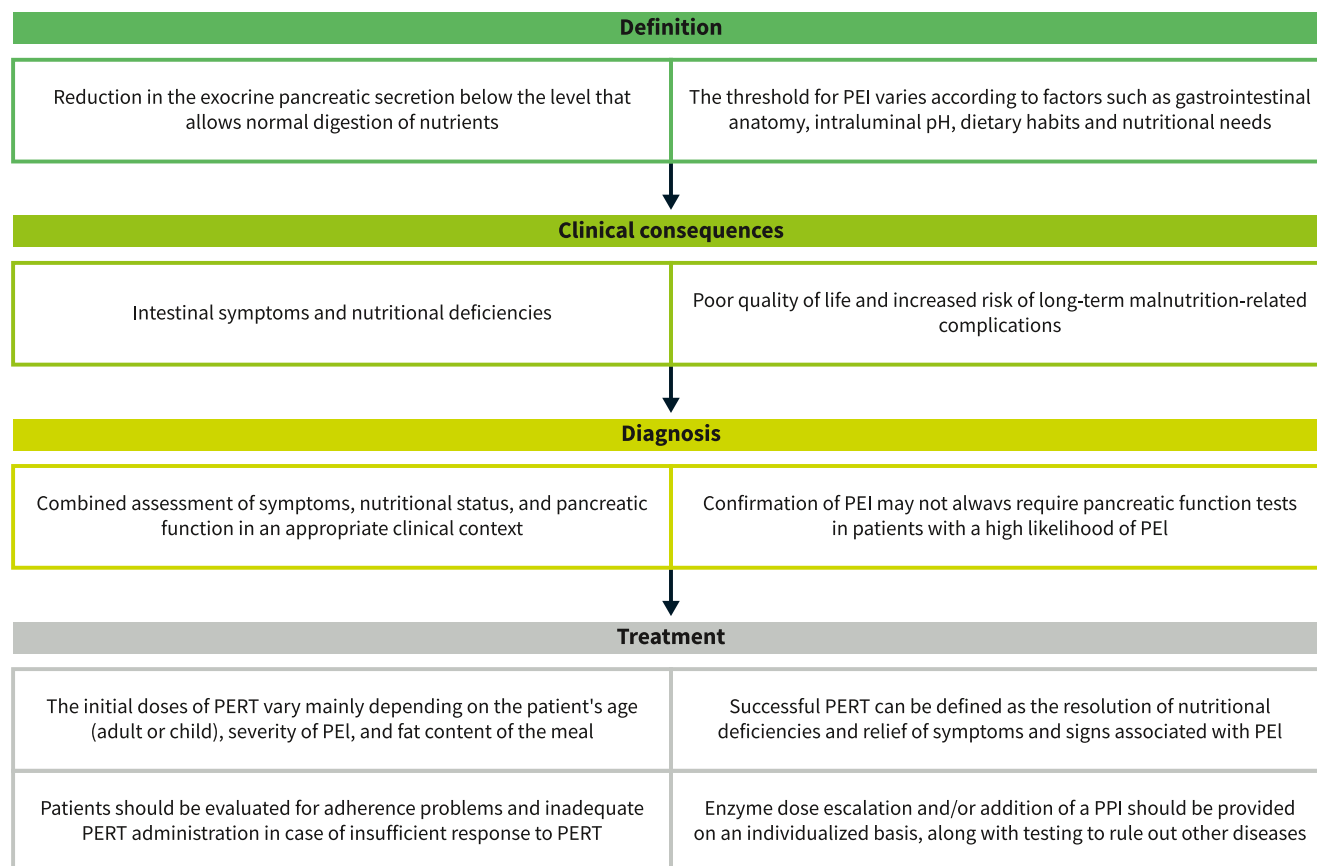 Definition
Reduction in the exocrine pancreatic secretion below the level that
allows normal digestion of nutrients
The threshold for PEI varies according to factors such as gastrointestinal
anatomy, intraluminal pH, dietary habits and nutritional needs
Clinical consequences
Intestinal symptoms and nutritional deficiencies
Poor quality of life and increased risk of long-term malnutrition-related
complications
Diagnosis
Combined assessment of symptoms, nutritional status, and pancreatic
function in an appropriate clinical context
Confirmation of PEI may not alwavs require pancreatic function tests
in patients with a high likelihood of PEl
Treatment
The initial doses of PERT vary mainly depending on the patient's age
(adult or child), severity of PEl, and fat content of the meal
Successful PERT can be defined as the resolution of nutritional
deficiencies and relief of symptoms and signs associated with PEl
Patients should be evaluated for adherence problems and inadequate
PERT administration in case of insufficient response to PERT
Enzyme dose escalation and/or addition of a PPI should be provided
on an individualized basis, along with testing to rule out other diseases